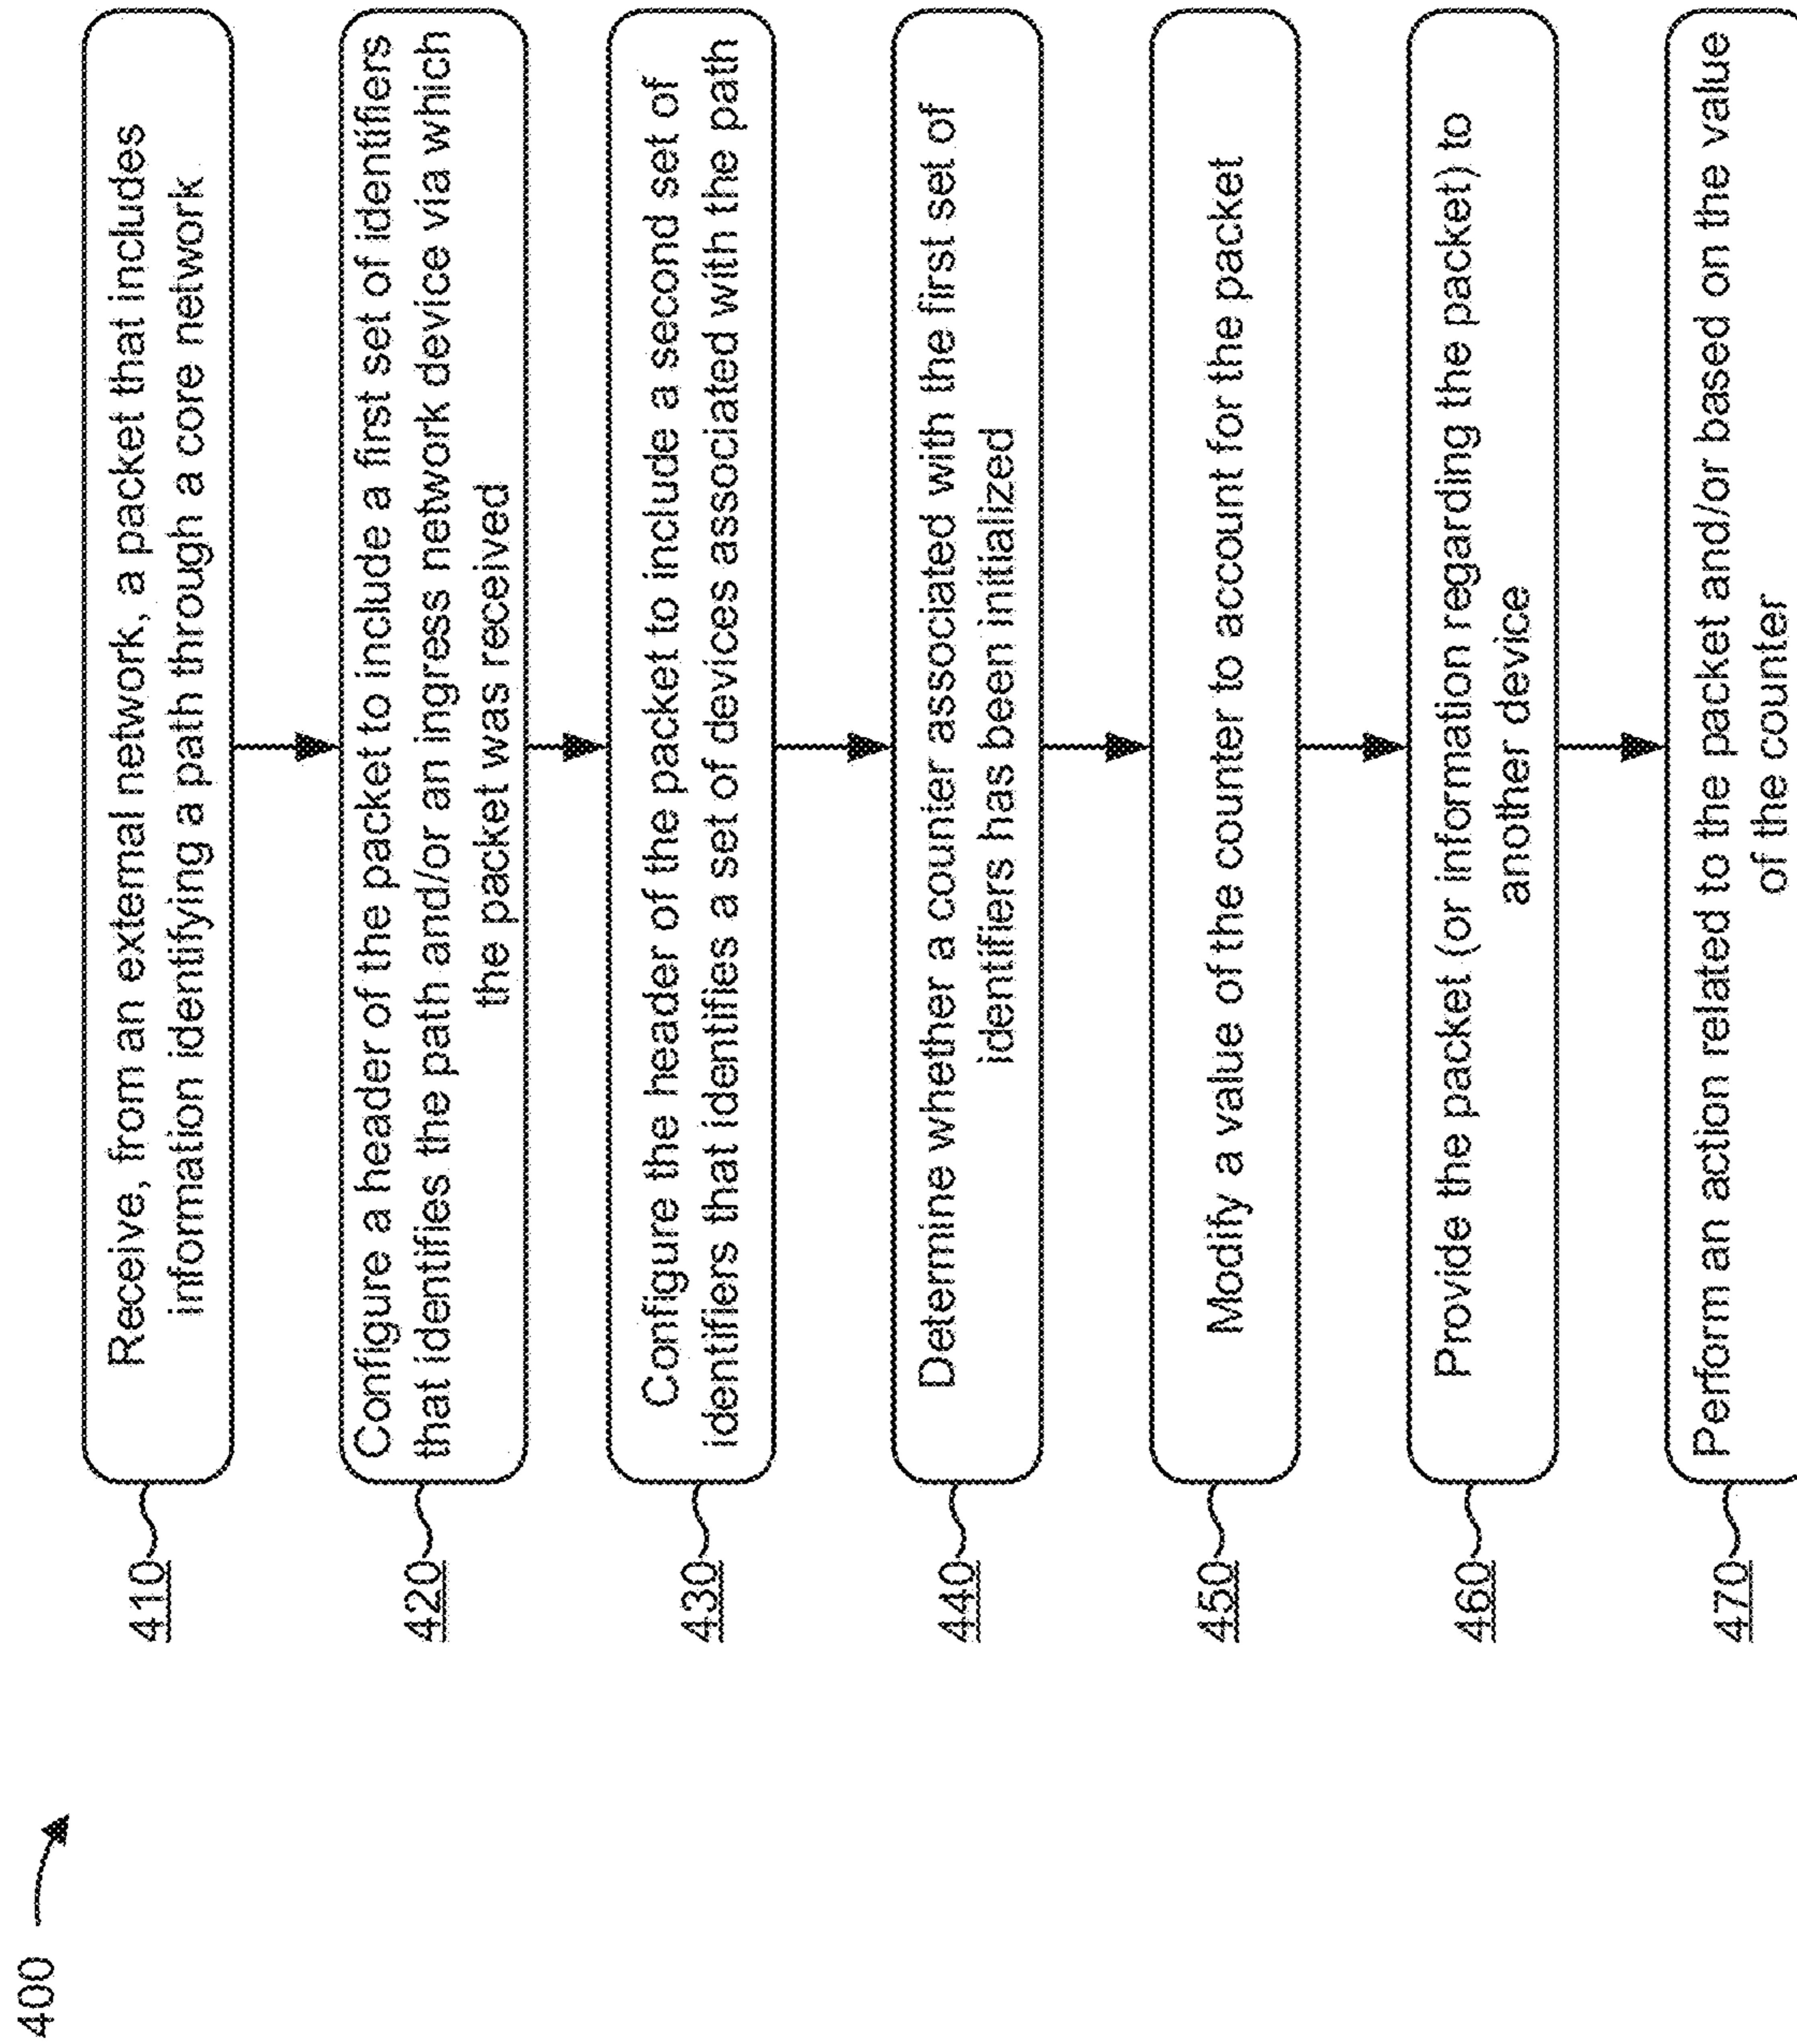 400
410
Receive, from an external network, a packet that includes
information identifying a path through a core network
420
Configure a header of the packet to include a first set of identifiers
that identifies the path and/or an ingress network device via which
the packet was received
430
Configure the header of the packet to include a second set of
identifiers that identifies a set of devices associated with the path
440
Determine whether a counter associated with the first set of
identifiers has been initialized
450
Modify a value of the counter to account for the packet
460
Provide the packet (or information regarding the packet) to
another device
470
Perform an action related to the packet and/or based on the value
of the counter